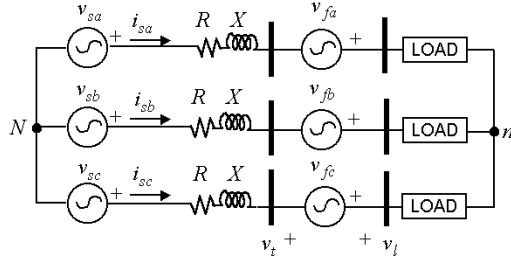 v_sa i_sa R X v_fa
+ + LOAD
v_sb i_sb R X v_fb
N + + LOAD n
v_sc i_sc R X v_fc
+ + LOAD
v_t + + v_l